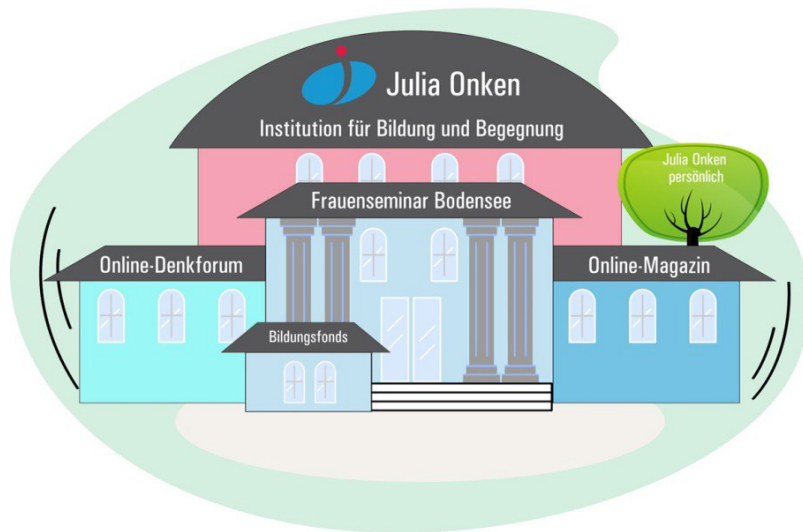 Julia Onken
Institution für Bildung und Begegnung
Julia Onken
persönlich
Frauenseminar Bodensee
Online-Denkforum
Online-Magazin
Bildungsfonds